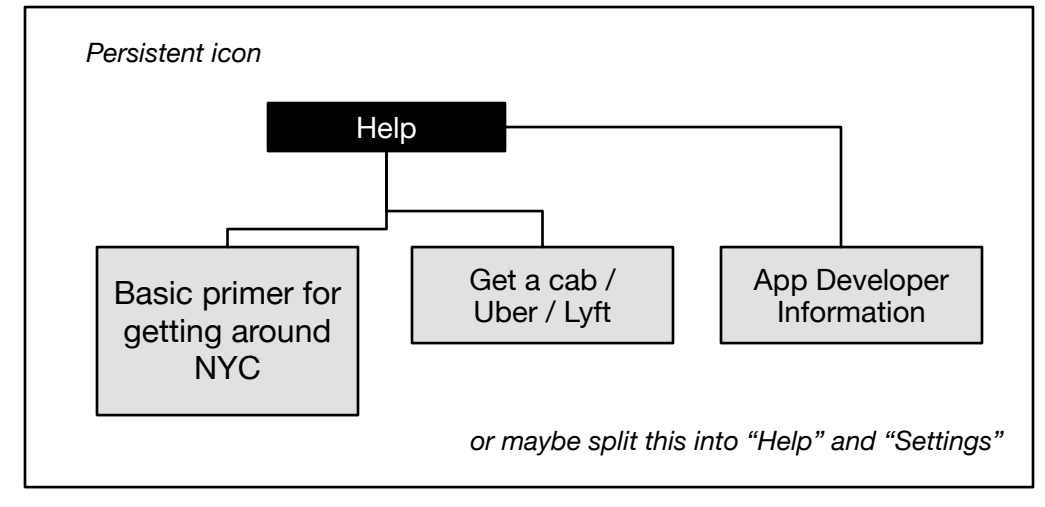 Persistent icon
Help
Basic primer for
getting around
NYC
Get a cab /
Uber / Lyft
App Developer
Information
or maybe split this into “Help” and “Settings”